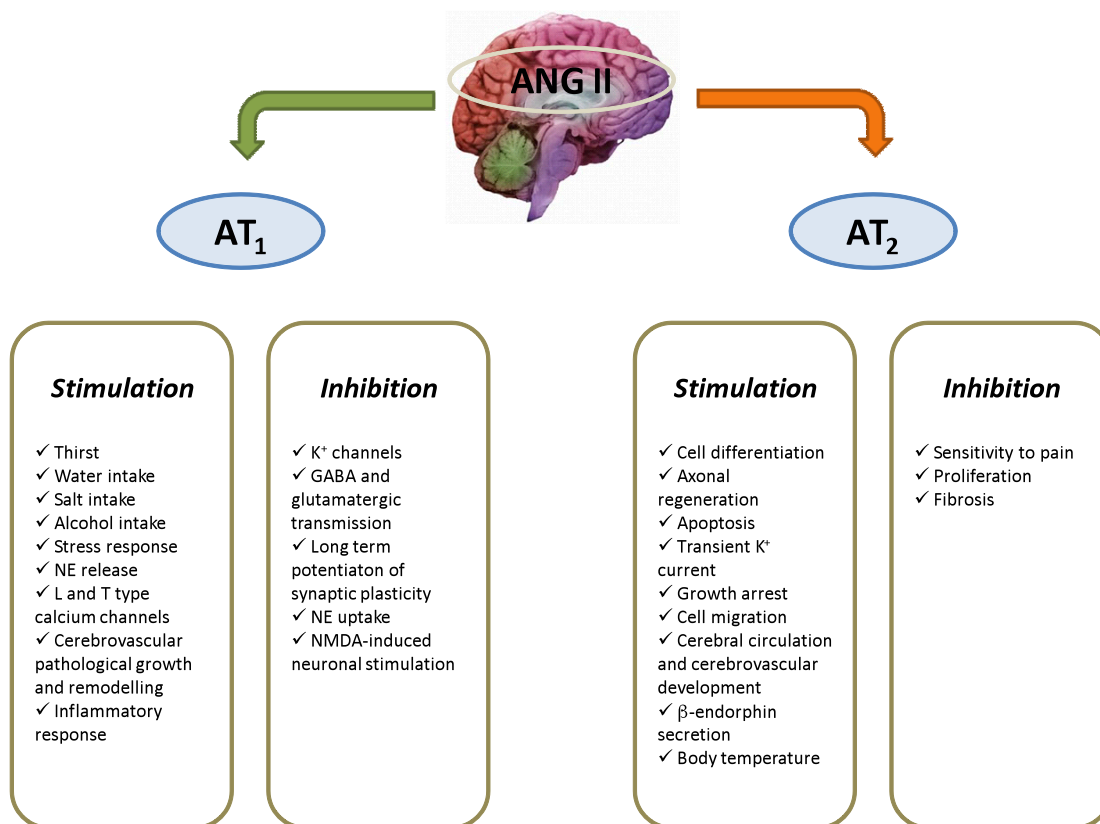 ANG II
AT₁
AT₂
Stimulation
✓ Thirst
✓ Water intake
✓ Salt intake
✓ Alcohol intake
✓ Stress response
✓ NE release
✓ L and T type
calcium channels
✓ Cerebrovascular
pathological growth
and remodelling
✓ Inflammatory
response
Inhibition
✓ K⁺ channels
✓ GABA and
glutamatergic
transmission
✓ Long term
potentiaton of
synaptic plasticity
✓ NE uptake
✓ NMDA-induced
neuronal stimulation
Stimulation
✓ Cell differentiation
✓ Axonal
regeneration
✓ Apoptosis
✓ Transient K⁺
current
✓ Growth arrest
✓ Cell migration
✓ Cerebral circulation
and cerebrovascular
development
✓ β-endorphin
secretion
✓ Body temperature
Inhibition
✓ Sensitivity to pain
✓ Proliferation
✓ Fibrosis